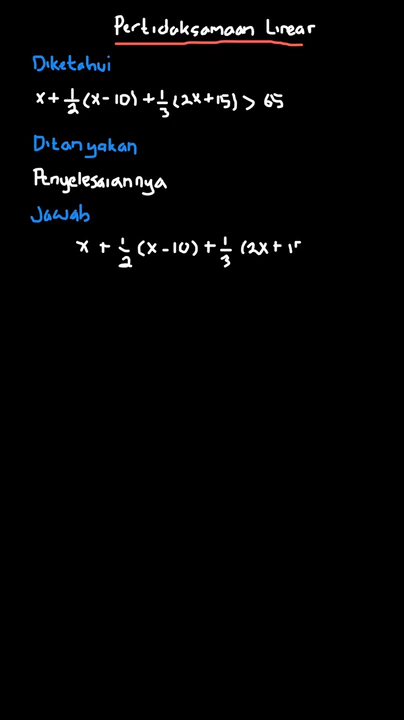 Pertidaksamaan Linear
Diketahui
x + 1/2 (x - 10) + 1/3 (2x + 15) > 65
Ditanyakan
Penyelesaiannya
Jawab
x + 1/2 (x - 10) + 1/3 (2x + 1